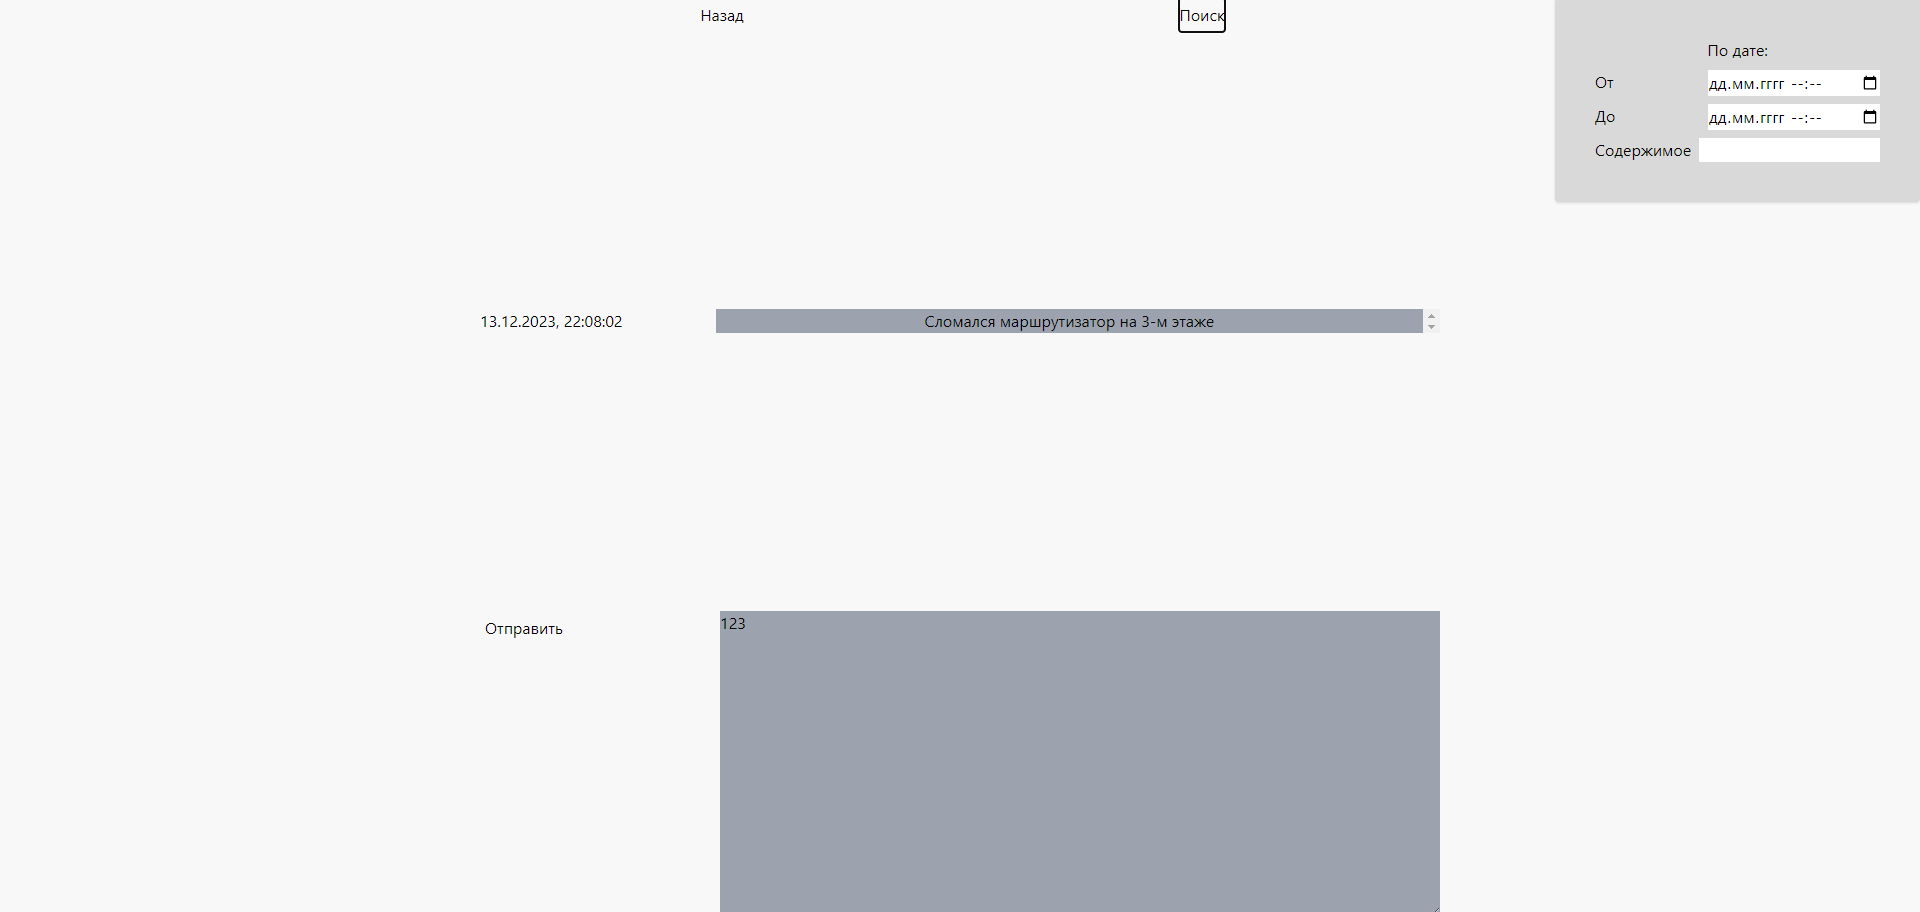 Назад
Поиск
По дате:
От
дд.мм.гггг --:--
До
дд.мм.гггг --:--
Содержимое
13.12.2023, 22:08:02
Сломался маршрутизатор на 3-м этаже
Отправить
123